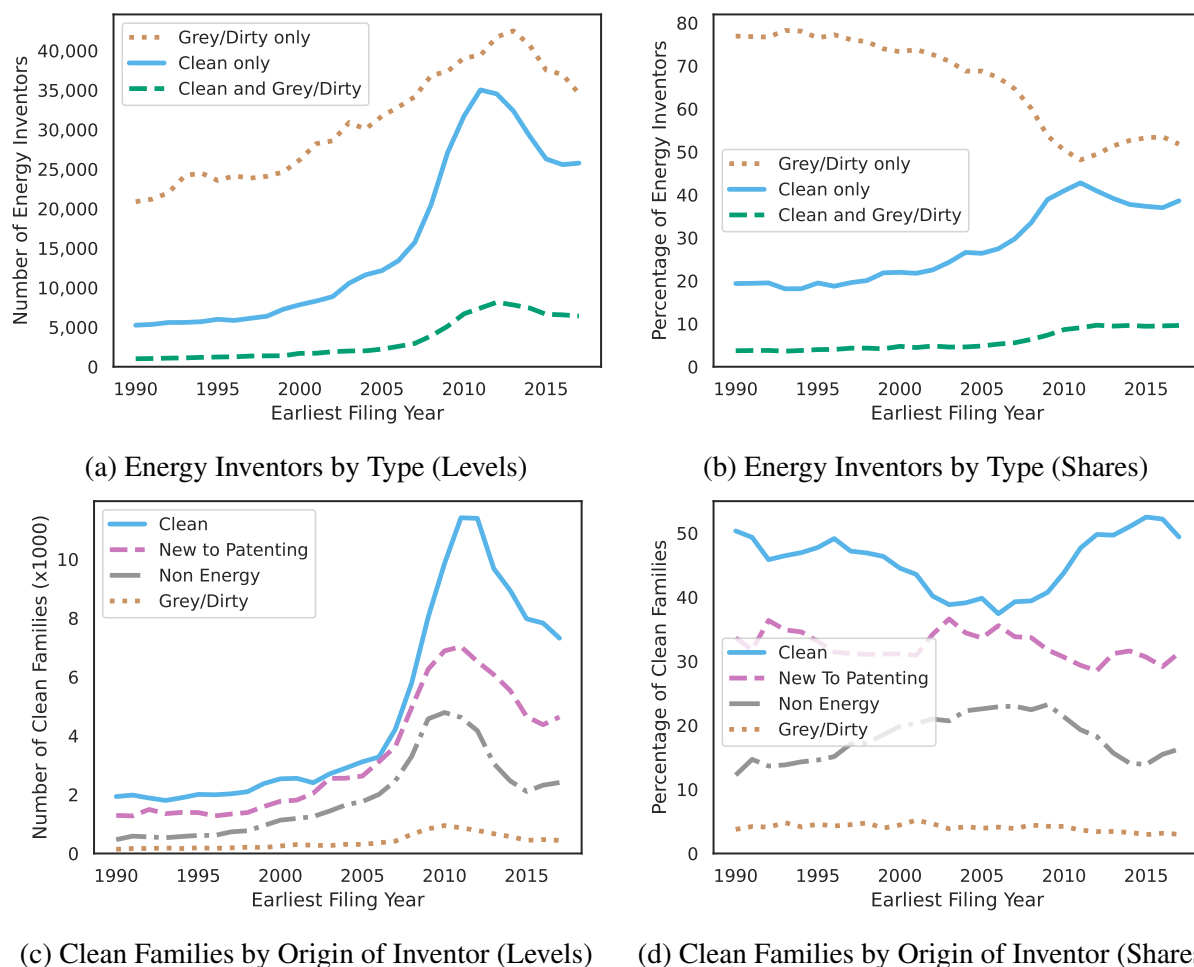 Number of Energy Inventors
40,000
35,000
30,000
25,000
20,000
15,000
10,000
5,000
0
Grey/Dirty only
Clean only
Clean and Grey/Dirty
1990 1995 2000 2005 2010 2015
Earliest Filing Year
(a) Energy Inventors by Type (Levels)
Percentage of Energy Inventors
80
70
60
50
40
30
20
10
0
Grey/Dirty only
Clean only
Clean and Grey/Dirty
1990 1995 2000 2005 2010 2015
Earliest Filing Year
(b) Energy Inventors by Type (Shares)
Number of Clean Families (x1000)
10
8
6
4
2
0
Clean
New to Patenting
Non Energy
Grey/Dirty
1990 1995 2000 2005 2010 2015
Earliest Filing Year
(c) Clean Families by Origin of Inventor (Levels)
Percentage of Clean Families
50
40
30
20
10
0
Clean
New To Patenting
Non Energy
Grey/Dirty
1990 1995 2000 2005 2010 2015
Earliest Filing Year
(d) Clean Families by Origin of Inventor (Share